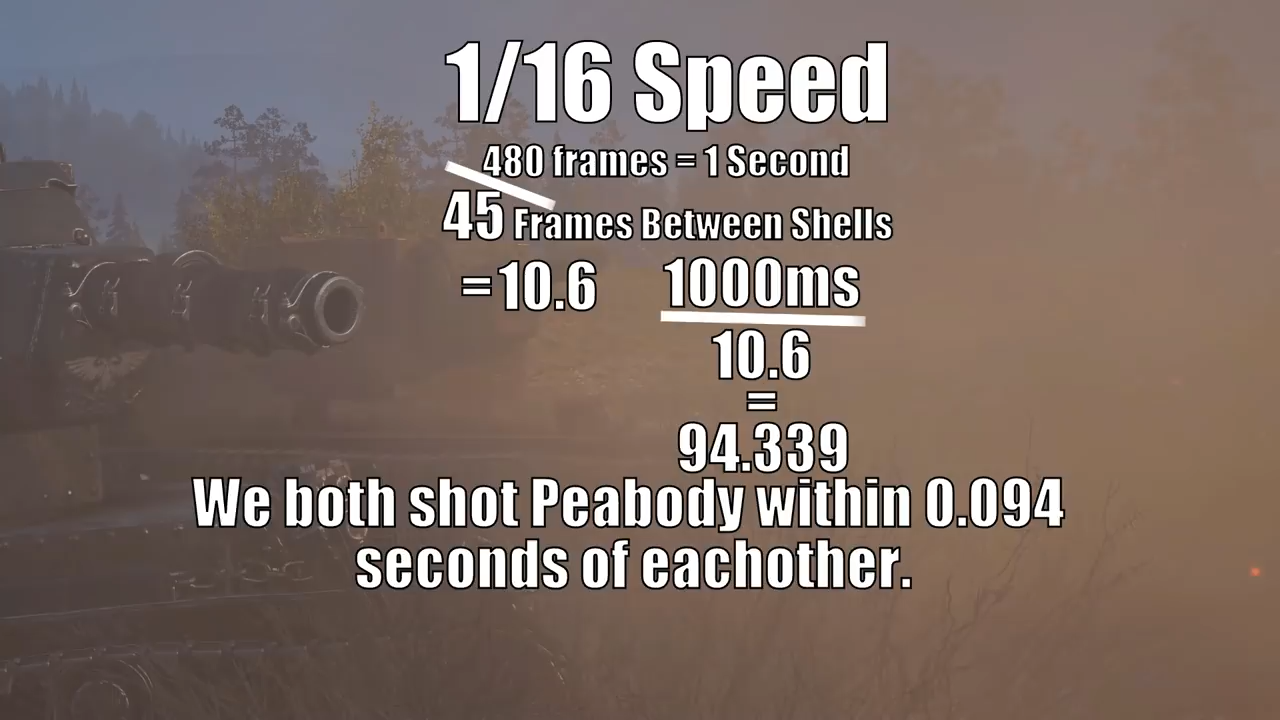 1/16 Speed
480 frames = 1 Second
45 Frames Between Shells
=10.6
1000ms
10.6
=
94.339
We both shot Peabody within 0.094
seconds of eachother.